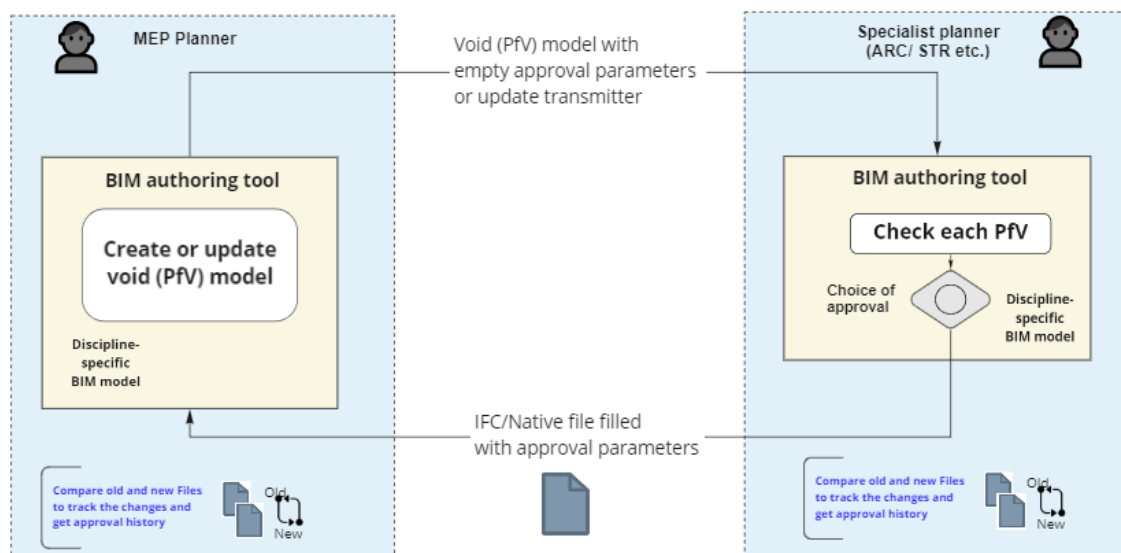 MEP Planner
Void (PfV) model with
empty approval parameters
or update transmitter
Specialist planner
(ARC/ STR etc.)
BIM authoring tool
Create or update
void (PfV) model
Discipline-
specific
BIM model
BIM authoring tool
Check each PfV
Choice of
approval
Discipline-
specific
BIM model
IFC/Native file filled
with approval parameters
Compare old and new Files
to track the changes and
get approval history
Old
New
Compare old and new Files
to track the changes and
get approval history
Old
New